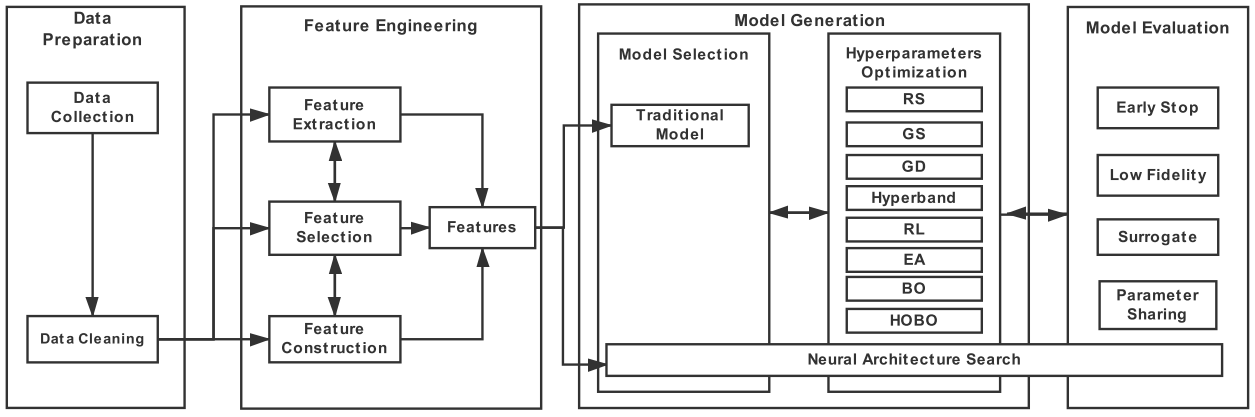 Data
Preparation
Data
Collection
Data Cleaning
Feature Engineering
Feature
Extraction
Feature
Selection
Feature
Construction
Features
Model Generation
Model Selection
Traditional
Model
Hyperparameters
Optimization
RS
GS
GD
Hyperband
RL
EA
BO
HOBO
Neural Architecture Search
Model Evaluation
Early Stop
Low Fidelity
Surrogate
Parameter
Sharing